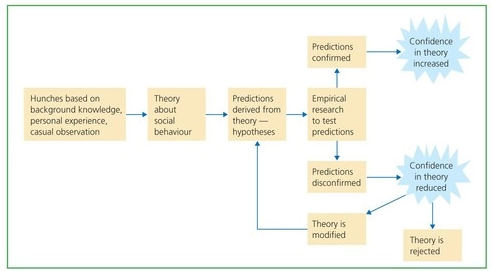 Hunches based on
background knowledge,
personal experience,
casual observation
Theory
about
social
behaviour
Predictions
derived from
theory —
hypotheses
Empirical
research
to test
predictions
Predictions
confirmed
Confidence
in theory
increased
Predictions
disconfirmed
Confidence
in theory
reduced
Theory is
modified
Theory is
rejected